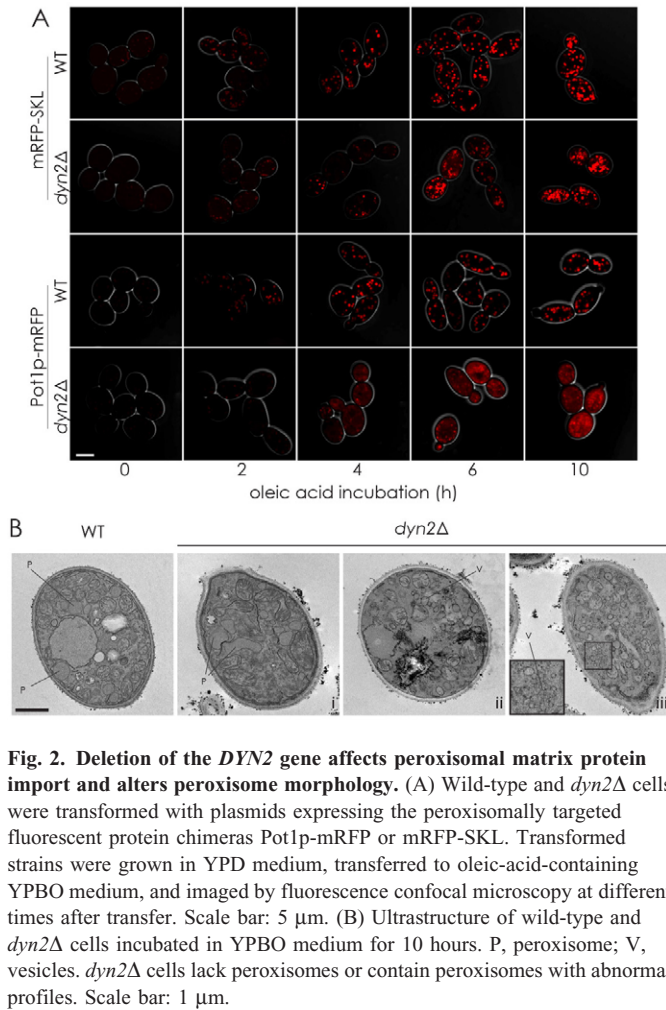 A
mRFP-SKL
WT
dyn2Δ
Pot1p-mRFP
WT
dyn2Δ
0 2 4 6 10
oleic acid incubation (h)
B WT dyn2Δ
P
P
P
i
V
ii
V
iii
Fig. 2. Deletion of the DYN2 gene affects peroxisomal matrix protein
import and alters peroxisome morphology. (A) Wild-type and dyn2Δ cells
were transformed with plasmids expressing the peroxisomally targeted
fluorescent protein chimeras Pot1p-mRFP or mRFP-SKL. Transformed
strains were grown in YPD medium, transferred to oleic-acid-containing
YPBO medium, and imaged by fluorescence confocal microscopy at different
times after transfer. Scale bar: 5 μm. (B) Ultrastructure of wild-type and
dyn2Δ cells incubated in YPBO medium for 10 hours. P, peroxisome; V,
vesicles. dyn2Δ cells lack peroxisomes or contain peroxisomes with abnorma
profiles. Scale bar: 1 μm.